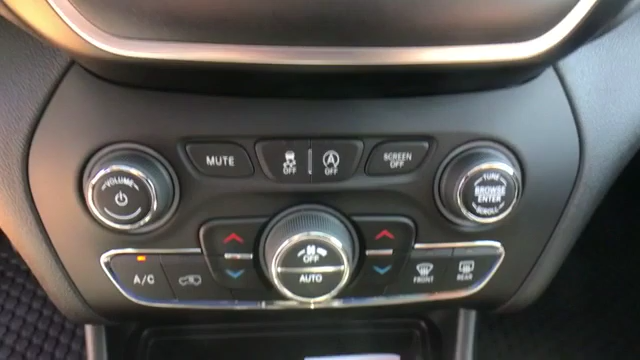 MUTE
OFF
OFF
SCREEN
OFF
VOLUME
TUNE
BROWSE
ENTER
SCROLL
OFF
AUTO
A/C
FRONT
REAR